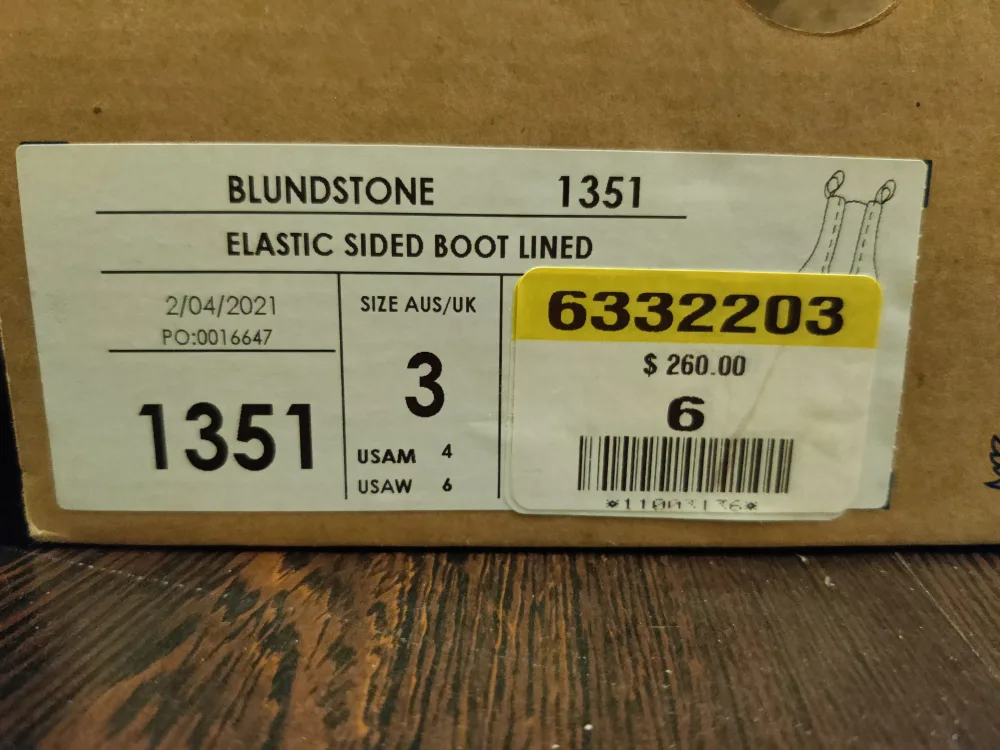 BLUNDSTONE 1351
ELASTIC SIDED BOOT LINED
2/04/2021
PO:0016647
1351
SIZE AUS/UK
3
USAM 4
USAW 6
6332203
$ 260.00
6